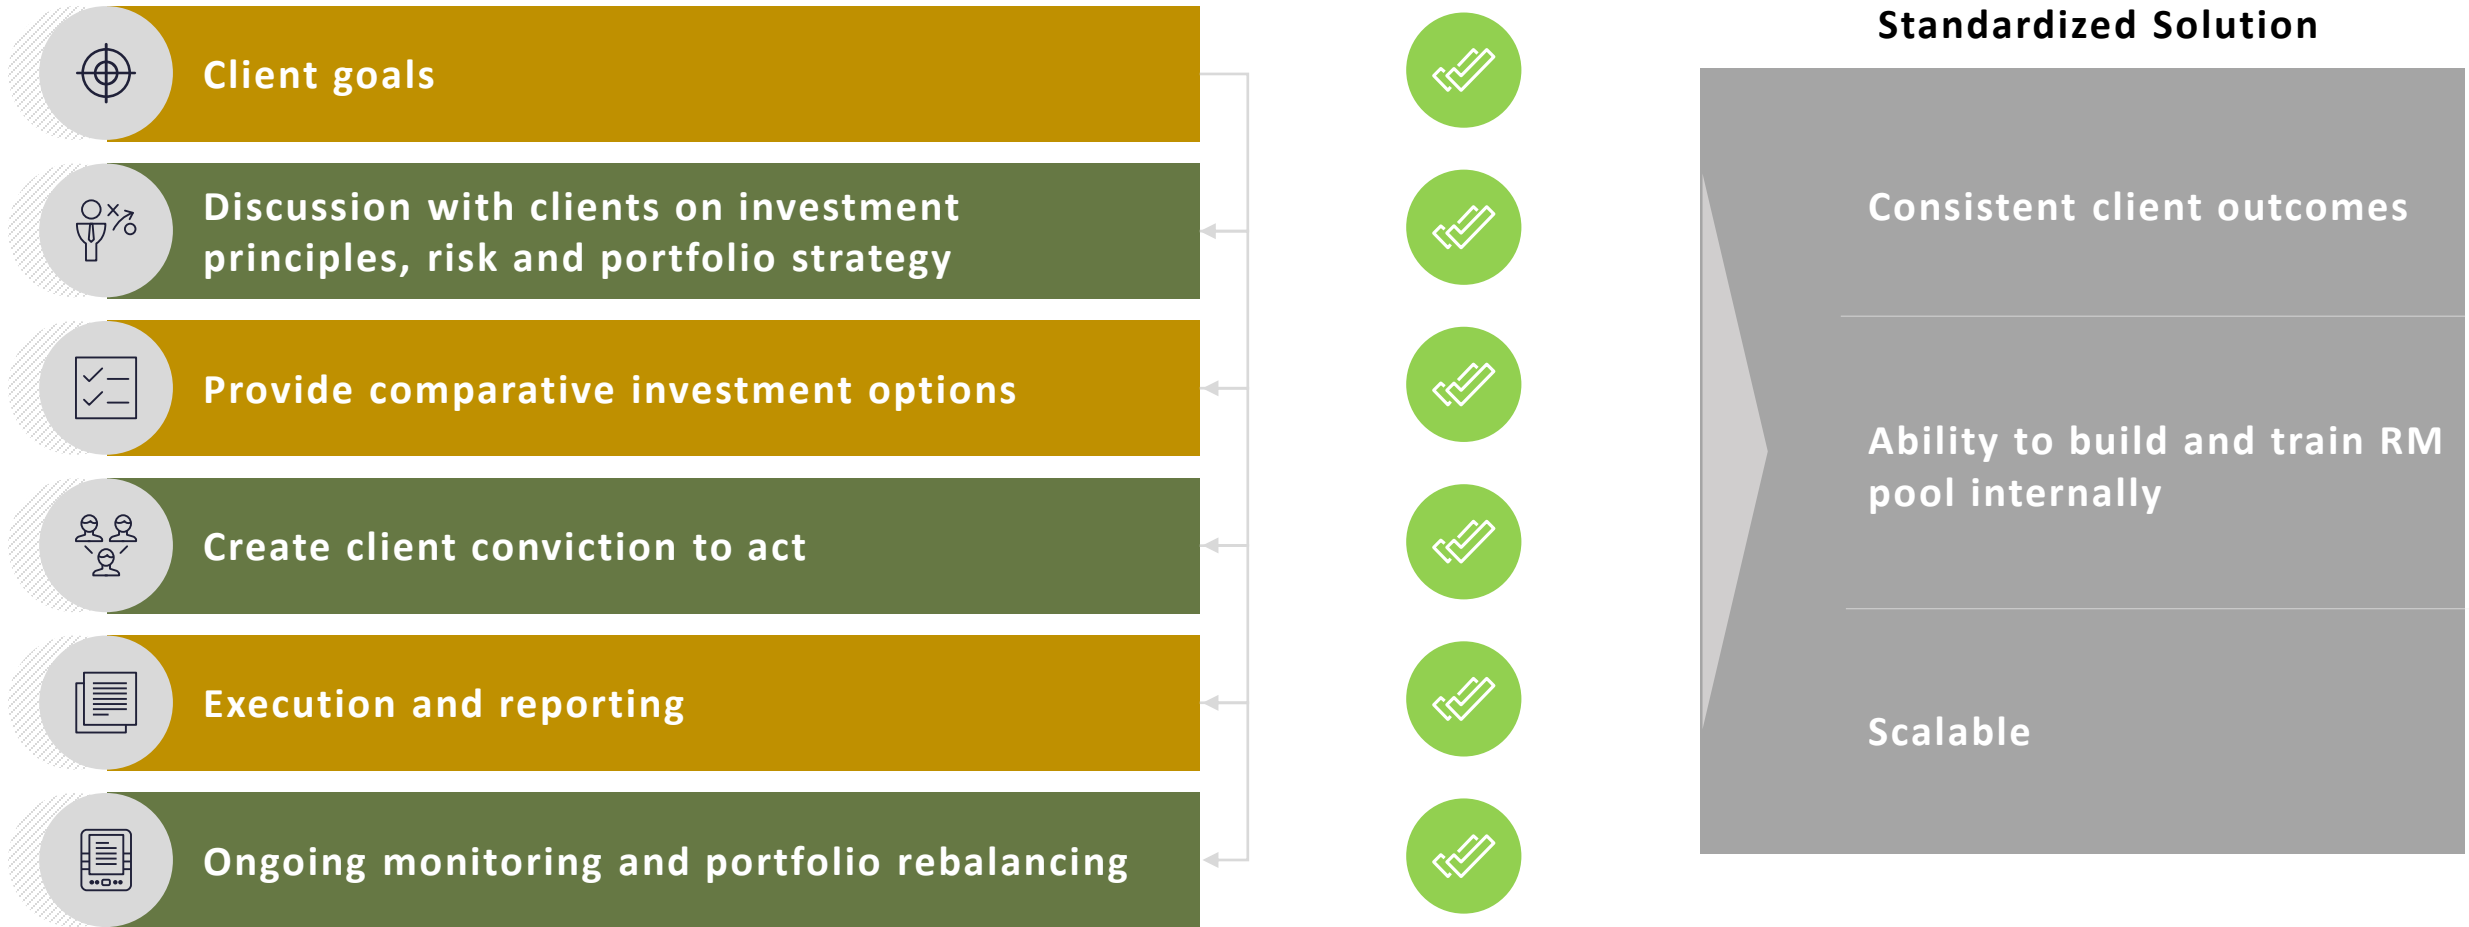 Client goals
Discussion with clients on investment
principles, risk and portfolio strategy
Provide comparative investment options
Create client conviction to act
Execution and reporting
Ongoing monitoring and portfolio rebalancing
Standardized Solution
Consistent client outcomes
Ability to build and train RM
pool internally
Scalable